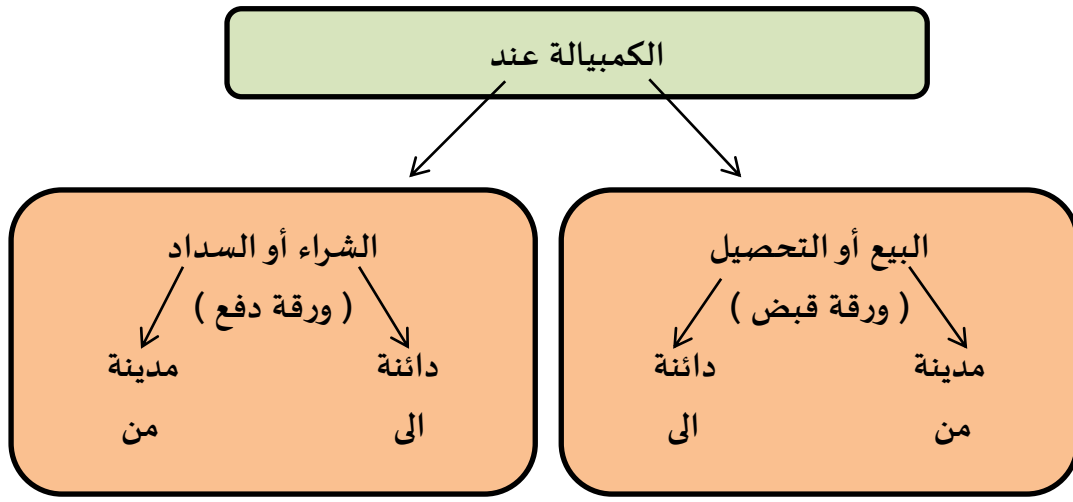 الكمبيالة عند
البيع أو التحصيل
( ورقة قبض )
مدينة دائنة
من الى
الشراء أو السداد
( ورقة دفع )
دائنة مدينة
الى من